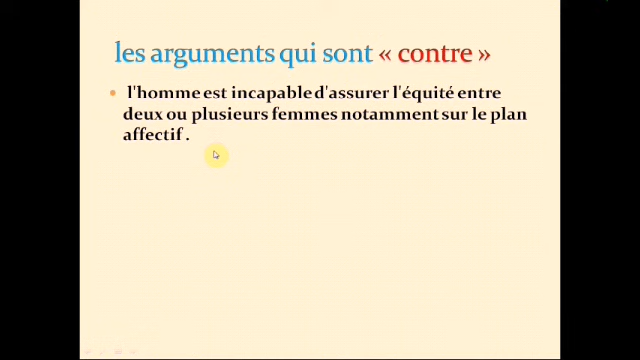 les arguments qui sont « contre »
l'homme est incapable d'assurer l'équité entre
deux ou plusieurs femmes notamment sur le plan
affectif .